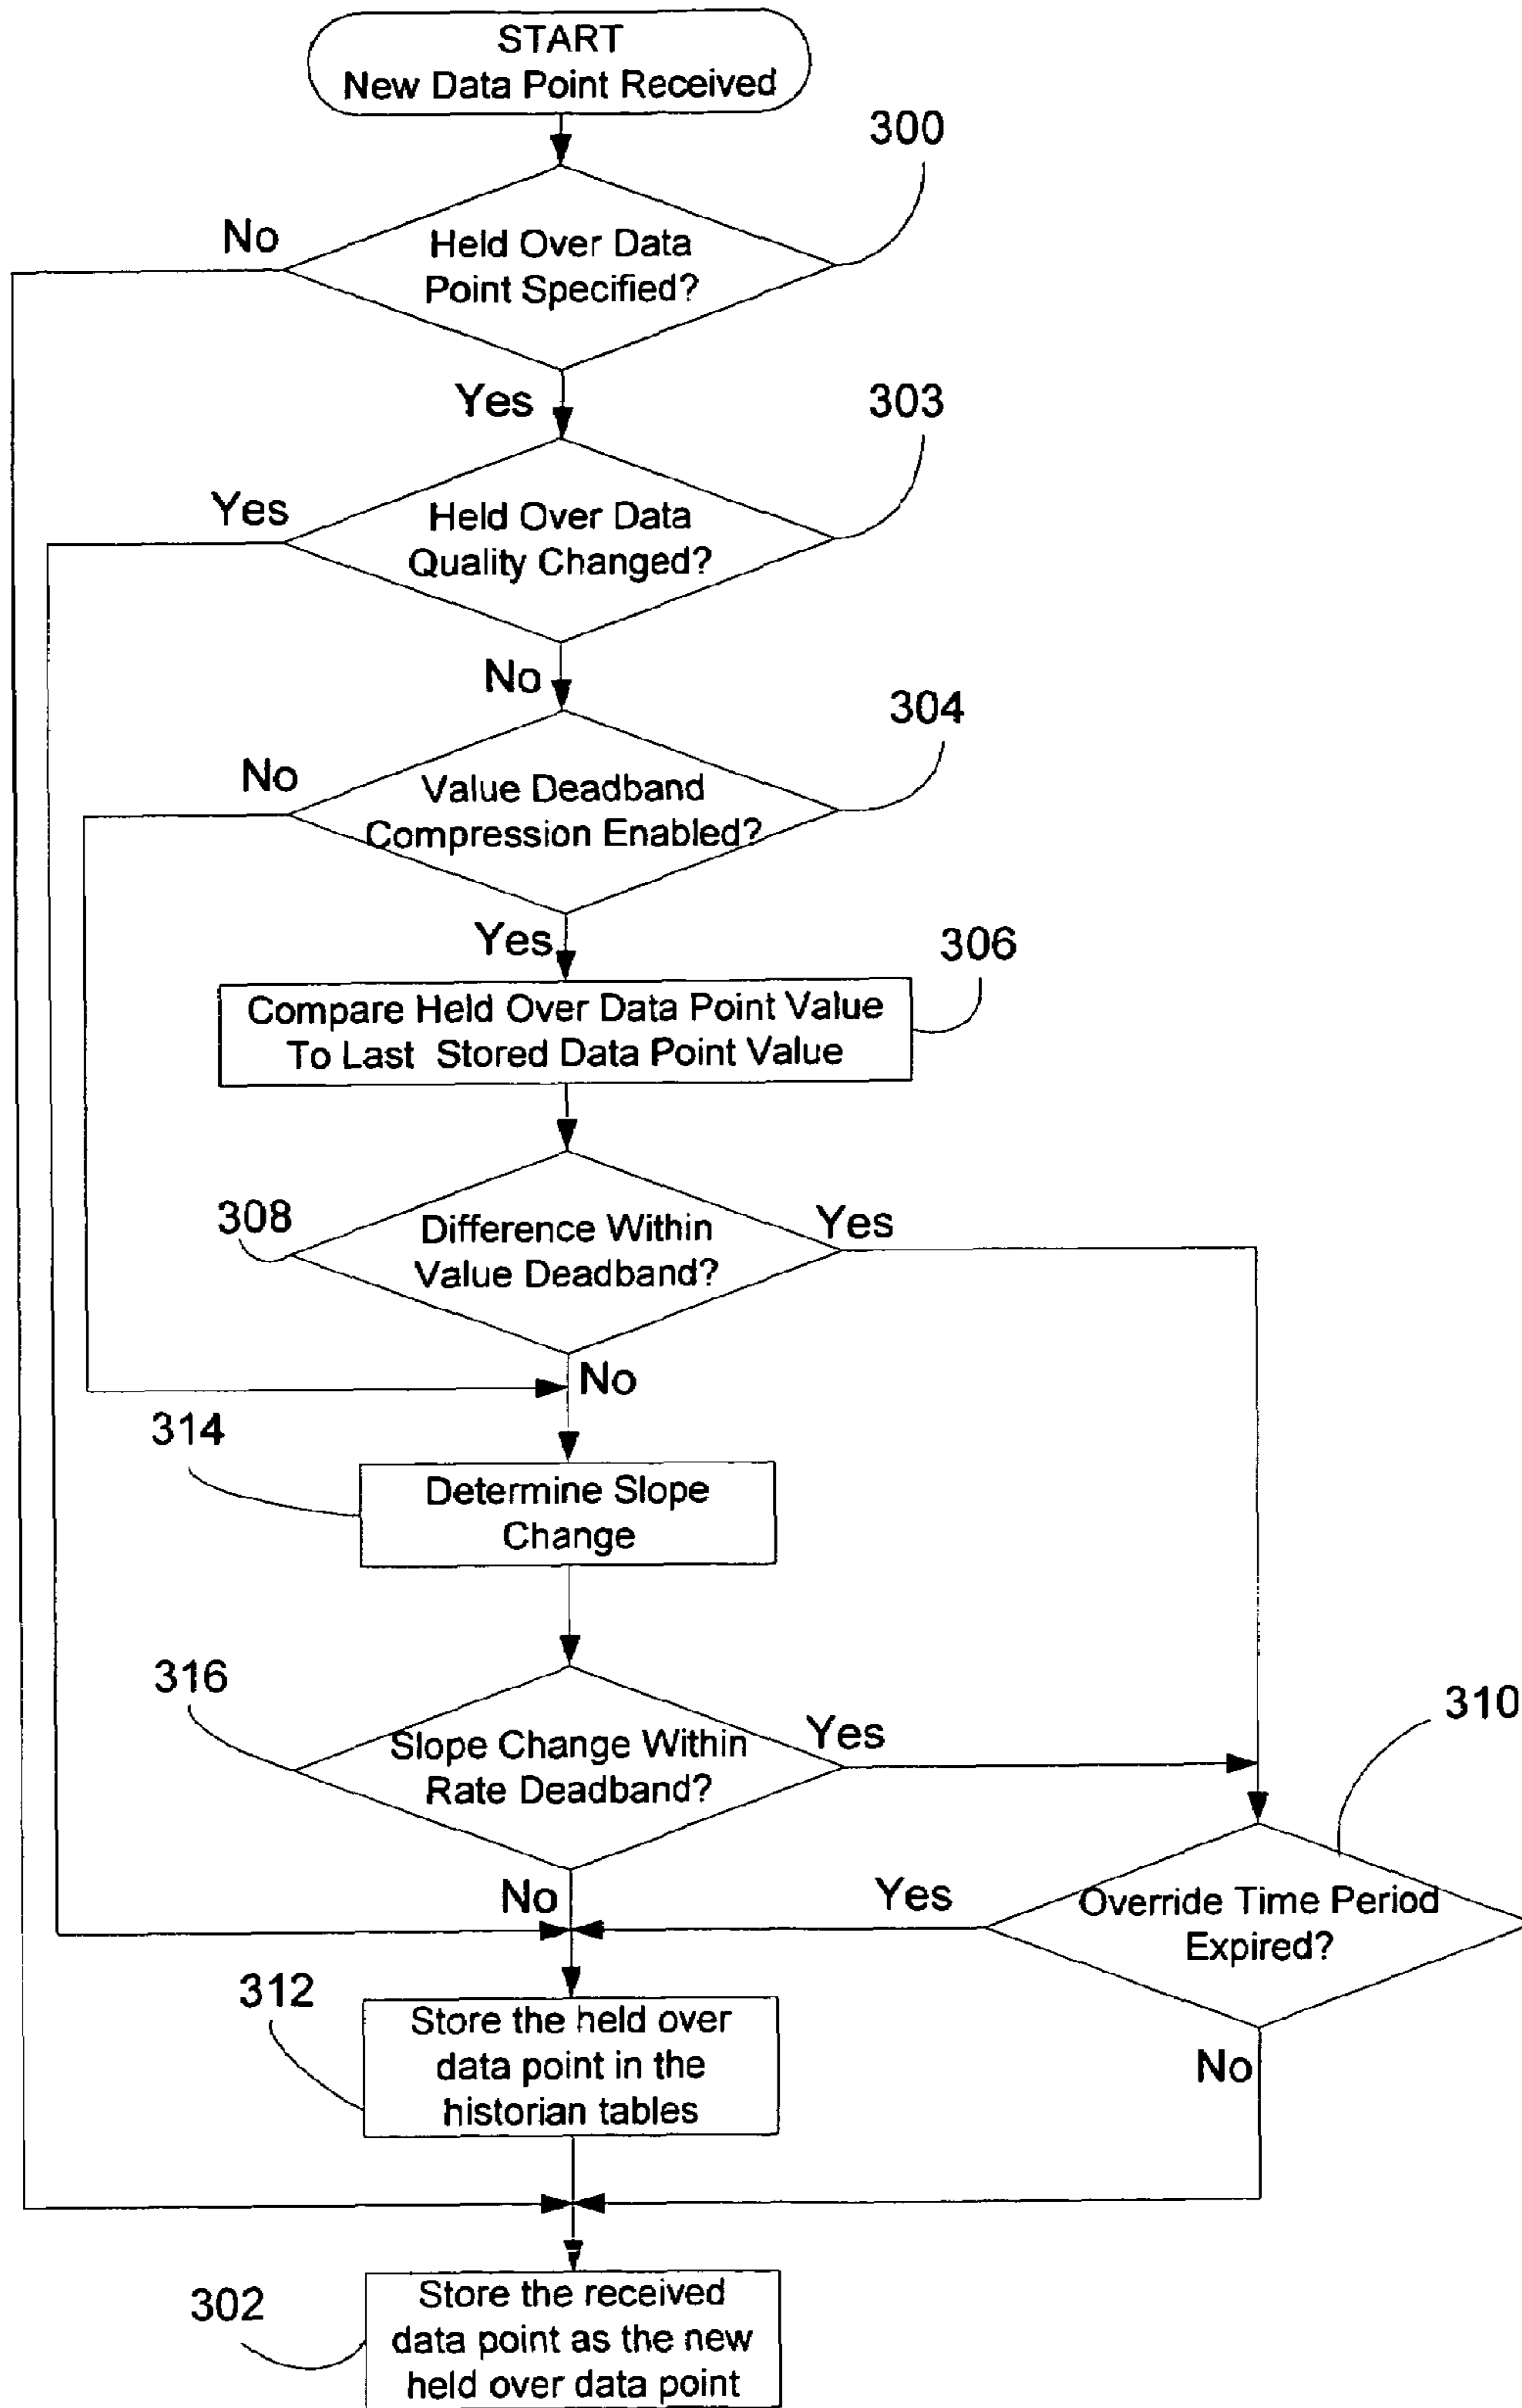 START
New Data Point Received
300
No
Held Over Data
Point Specified?
Yes
303
Yes
Held Over Data
Quality Changed?
No
304
No
Value Deadband
Compression Enabled?
Yes
306
Compare Held Over Data Point Value
To Last Stored Data Point Value
308
Difference Within
Value Deadband?
Yes
No
314
Determine Slope
Change
316
Slope Change Within
Rate Deadband?
Yes
310
No
Yes
Override Time Period
Expired?
312
Store the held over
data point in the
historian tables
No
302
Store the received
data point as the new
held over data point